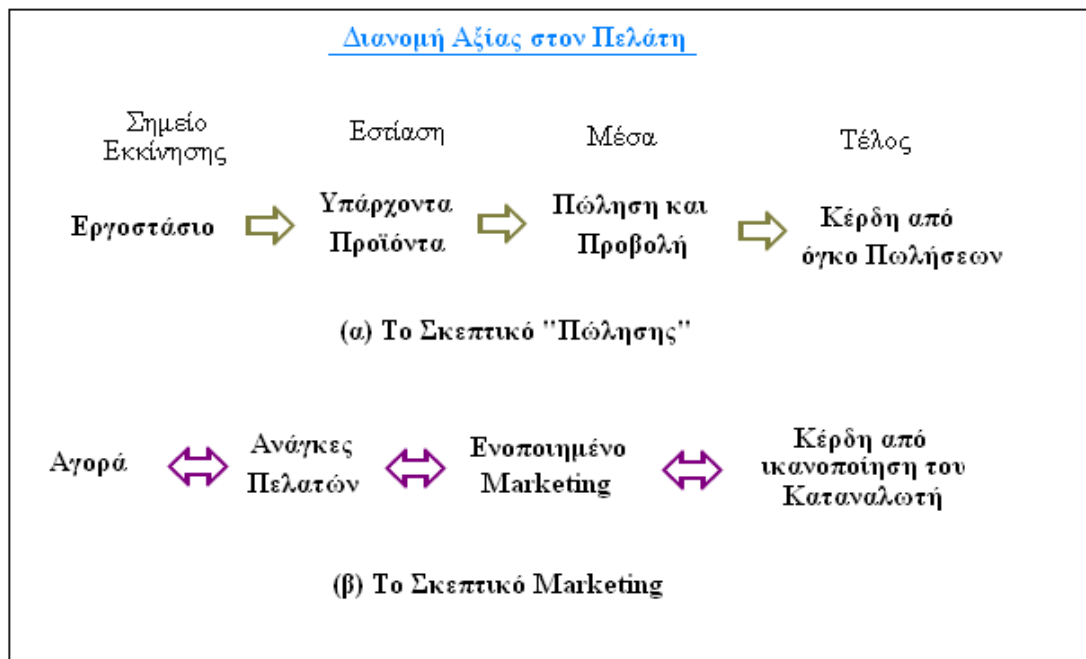 Διανομή Αξίας στον Πελάτη
Σημείο
Εκκίνησης
Εστίαση
Μέσα
Τέλος
Εργοστάσιο
Υπάρχοντα
Προϊόντα
Πώληση και
Προβολή
Κέρδη από
όγκο Πωλήσεων
(α) Το Σκεπτικό "Πώλησης"
Αγορά
Ανάγκες
Πελατών
Ενοποιημένο
Marketing
Κέρδη από
ικανοποίηση του
Καταναλωτή
(β) Το Σκεπτικό Marketing